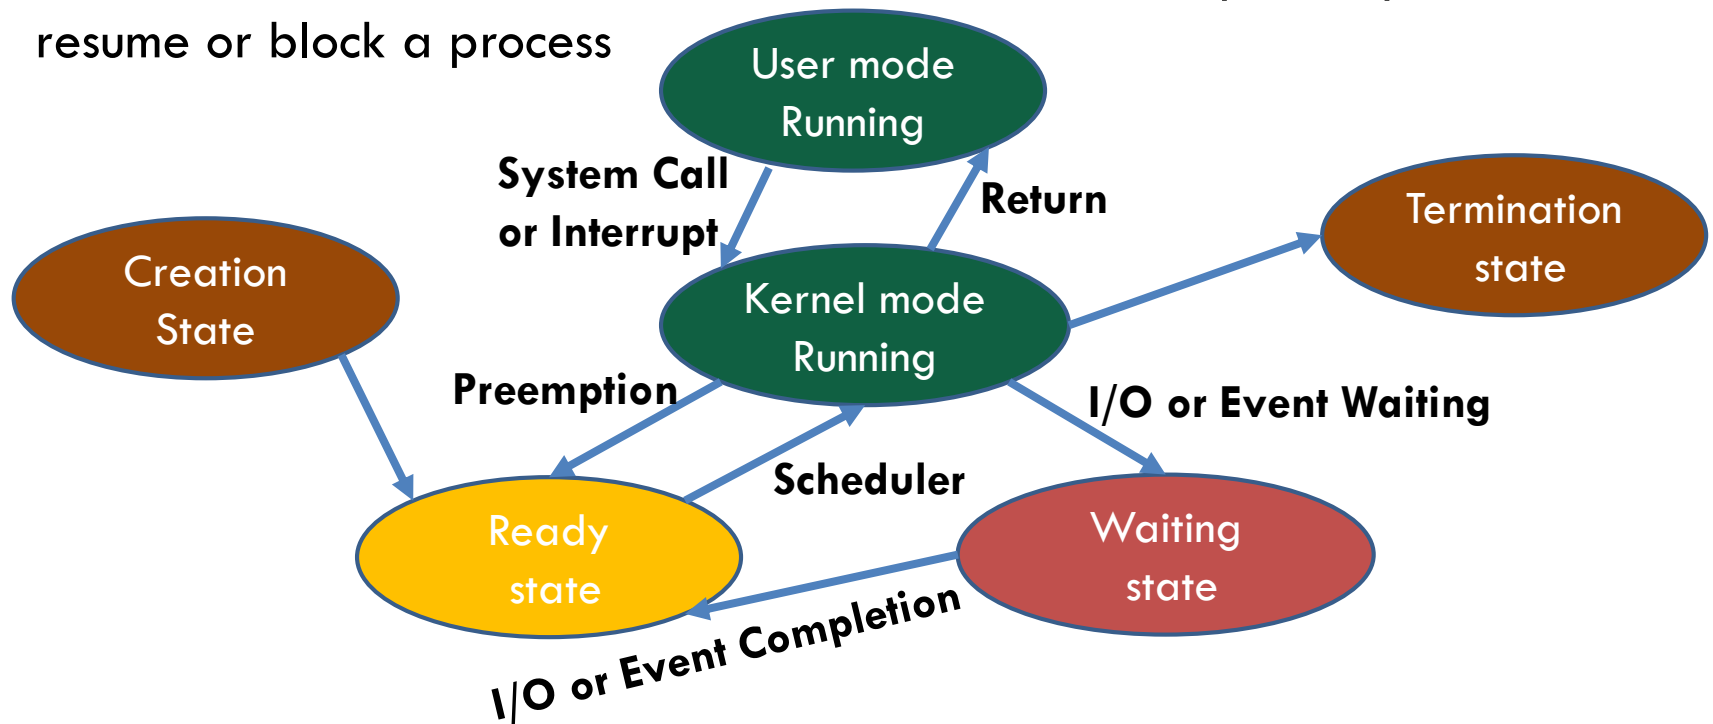 resume or block a process
User mode
Running
System Call
or Interrupt
Return
Termination
state
Creation
State
Kernel mode
Running
Preemption
I/O or Event Waiting
Scheduler
Ready
state
Waiting
state
I/O or Event Completion